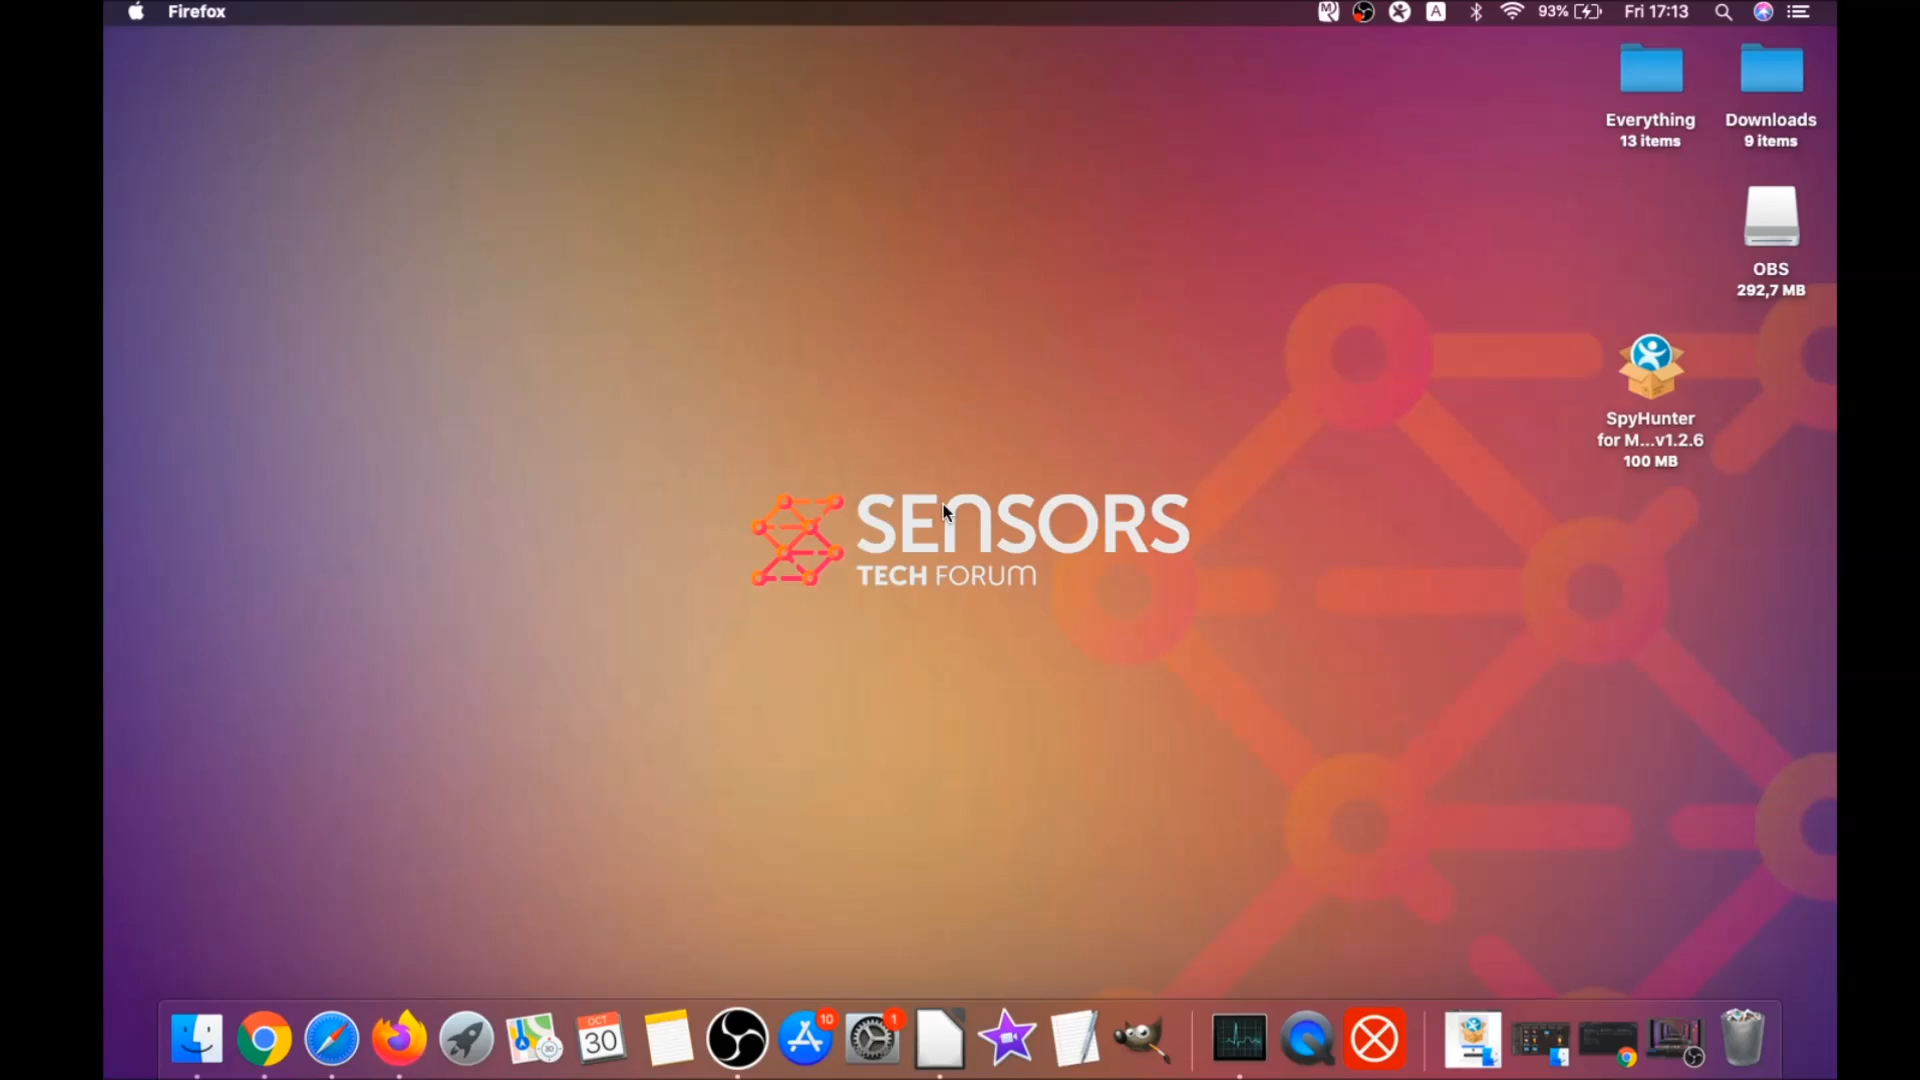 Firefox
A
93%
Fri 17:13
Everything
13 items
Downloads
9 items
OBS
292,7 MB
SpyHunter
for M...v1.2.6
100 MB
SENSORS
TECH FORUM
OCT
30
10
1